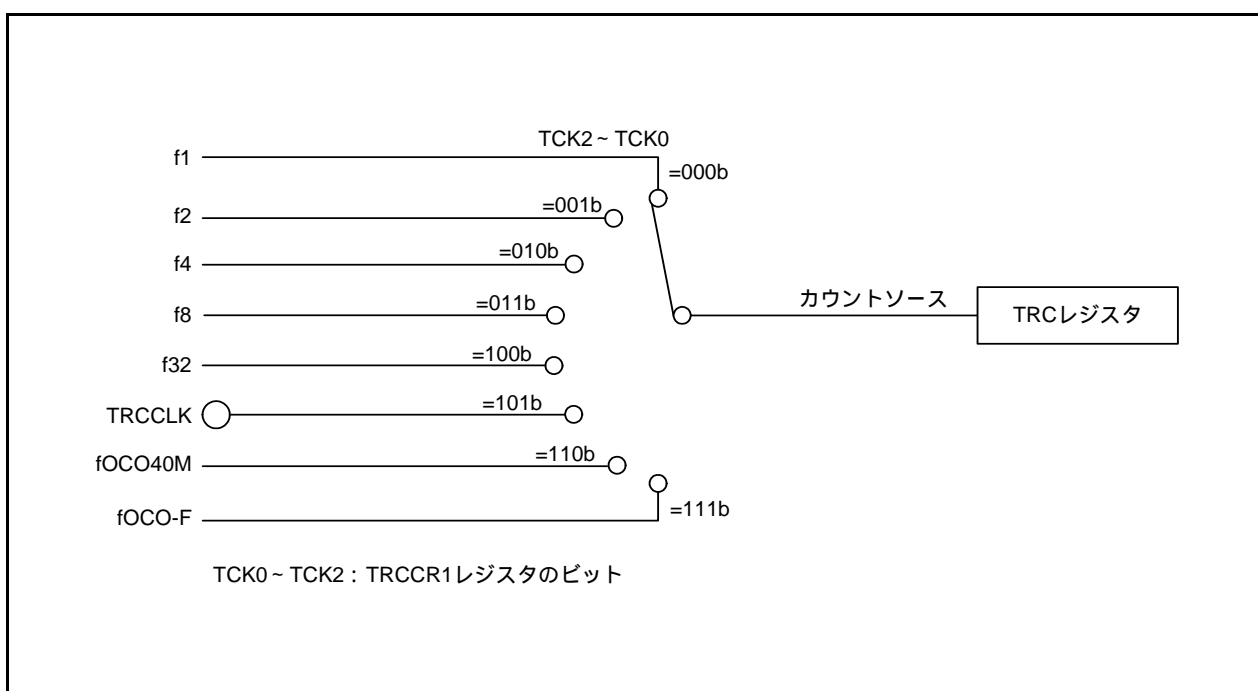 TCK2~TCK0
f1
=000b
f2
=001b
f4
=010b
カウントソース
f8
=011b
TRCレジスタ
f32
=100b
TRCCLK
=101b
fOCO40M
=110b
fOCO-F
=111b
TCK0~TCK2：TRCCR1レジスタのビット